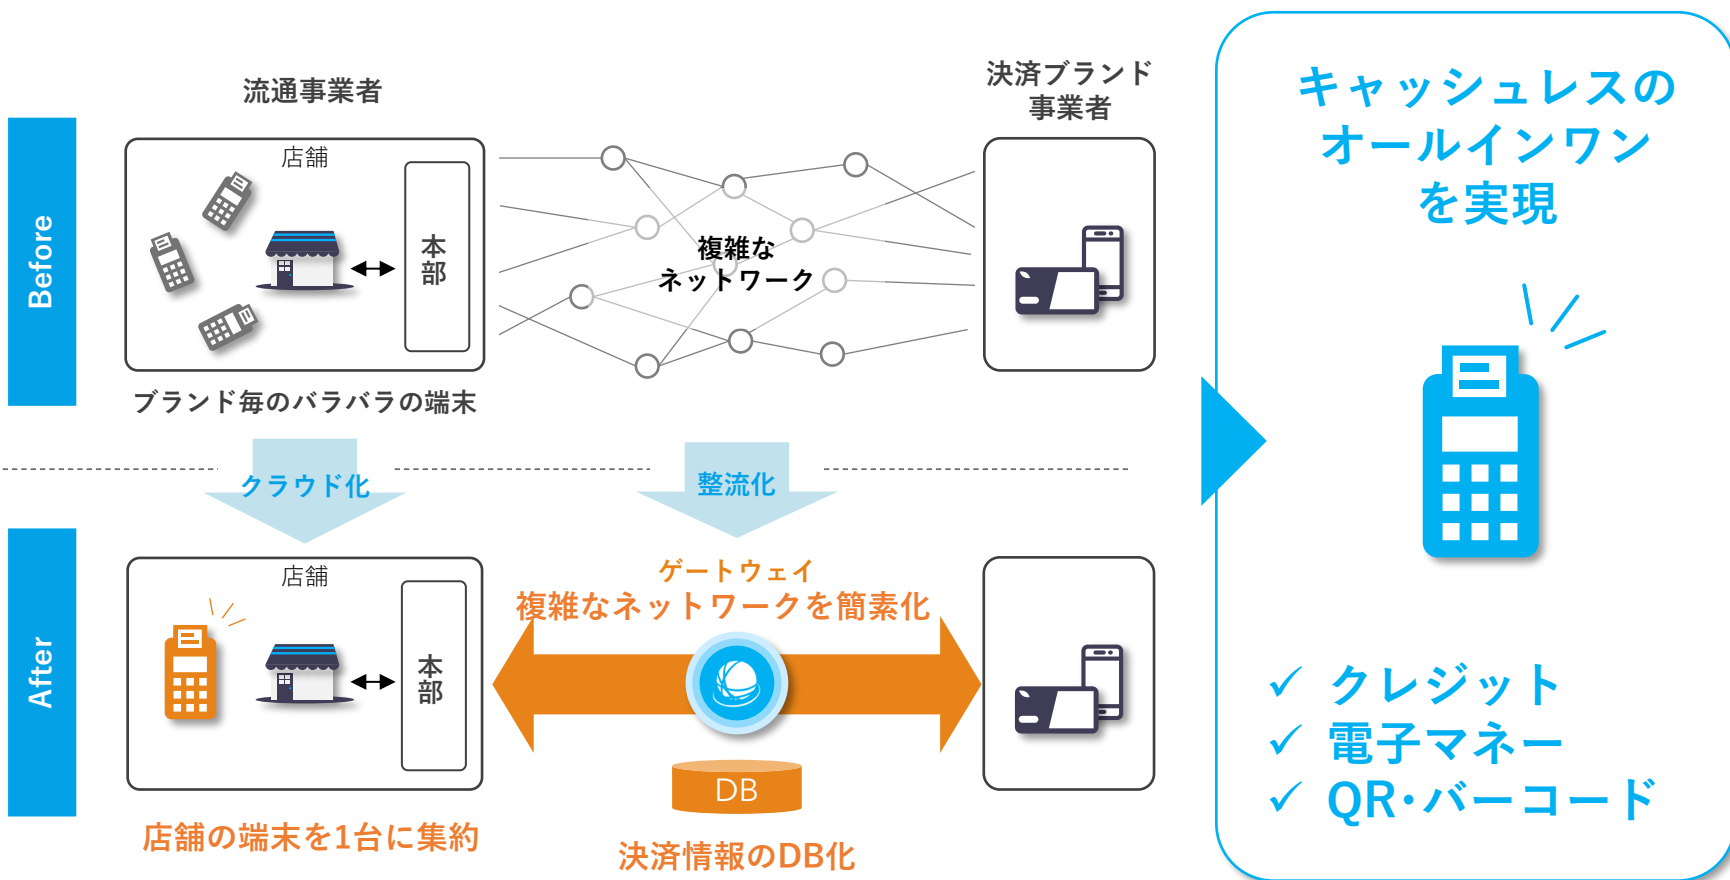 流通事業者
決済ブランド
事業者
Before
店舗
本部
複雑な
ネットワーク
ブランド毎のバラバラの端末
クラウド化
整流化
After
店舗
本部
ゲートウェイ
複雑なネットワークを簡素化
DB
店舗の端末を1台に集約
決済情報のDB化
キャッシュレスの
オールインワン
を実現
✓ クレジット
✓ 電子マネー
✓ QR・バーコード